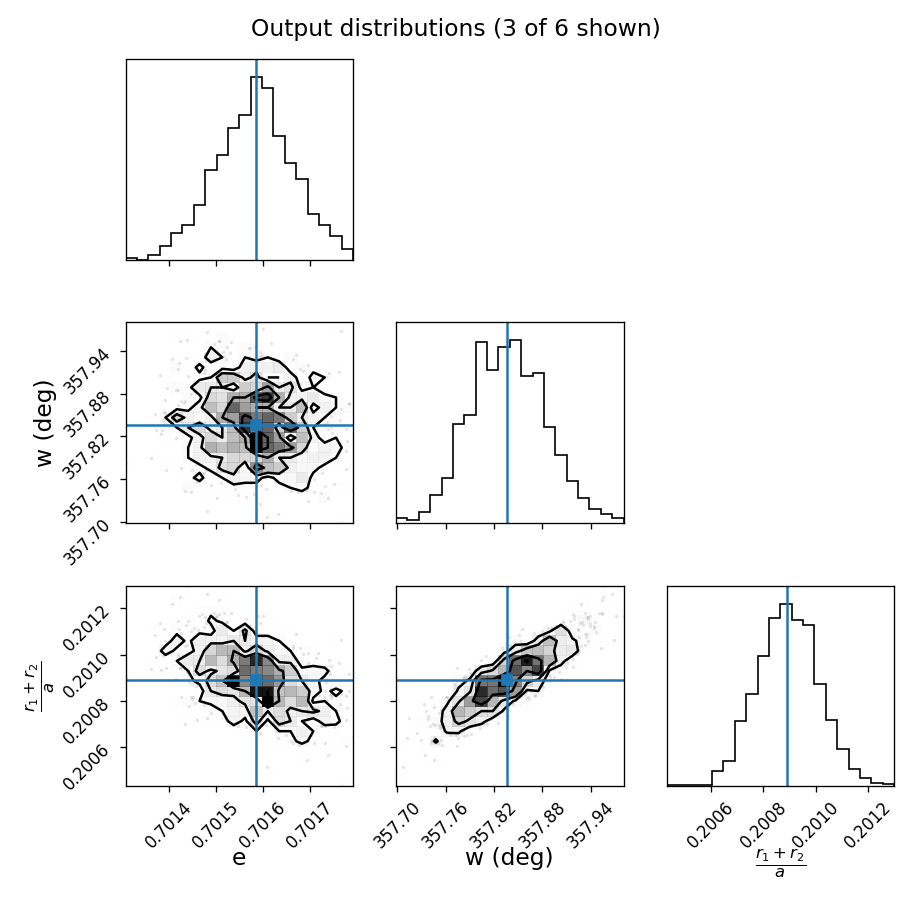 Output distributions (3 of 6 shown)
w (deg)
357.94
357.88
357.82
357.76
357.70
r₁ + r₂
a
0.2012
0.2010
0.2008
0.2006
0.7014 0.7015 0.7016 0.7017
e
357.70 357.76 357.82 357.88 357.94
w (deg)
0.2006 0.2008 0.2010 0.2012
r₁ + r₂
a